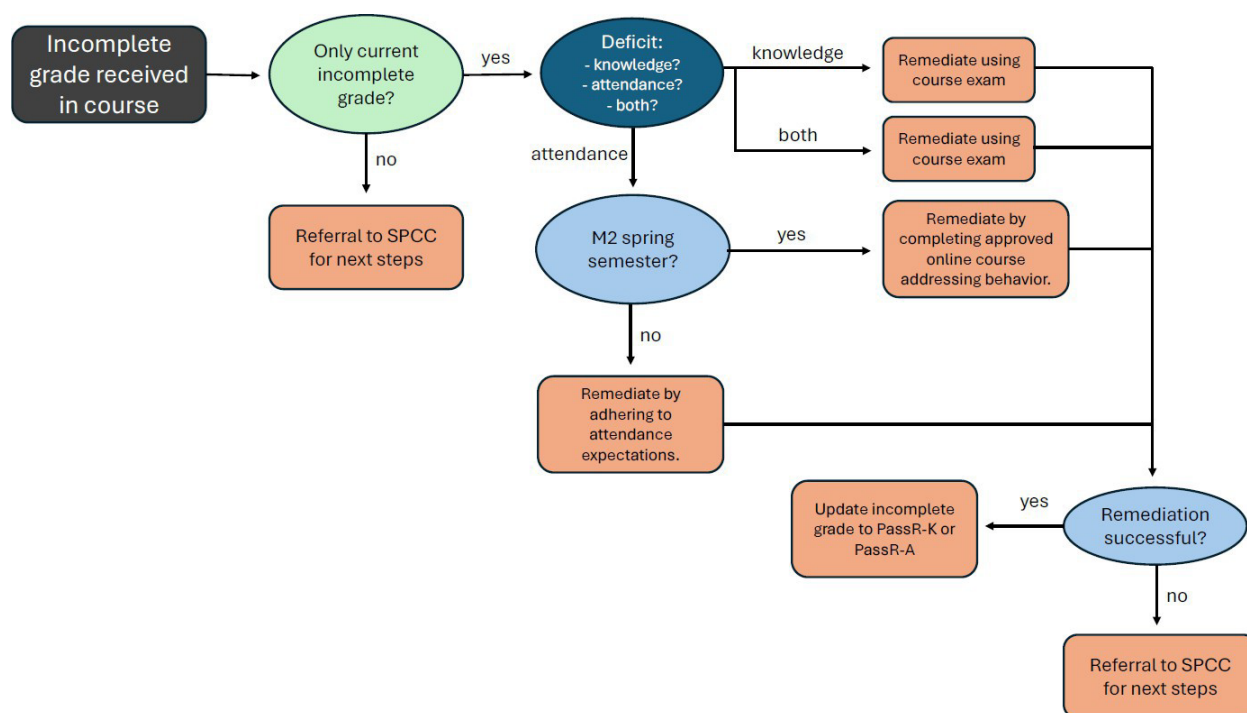 Incomplete
grade received
in course
Only current
incomplete
grade?
yes
no
Referral to SPCC
for next steps
Deficit:
- knowledge?
- attendance?
- both?
knowledge
Remediate using
course exam
both
Remediate using
course exam
attendance
M2 spring
semester?
yes
Remediate by
completing approved
online course
addressing behavior.
no
Remediate by
adhering to
attendance
expectations.
Remediation
successful?
yes
Update incomplete
grade to PassR-K or
PassR-A
no
Referral to SPCC
for next steps